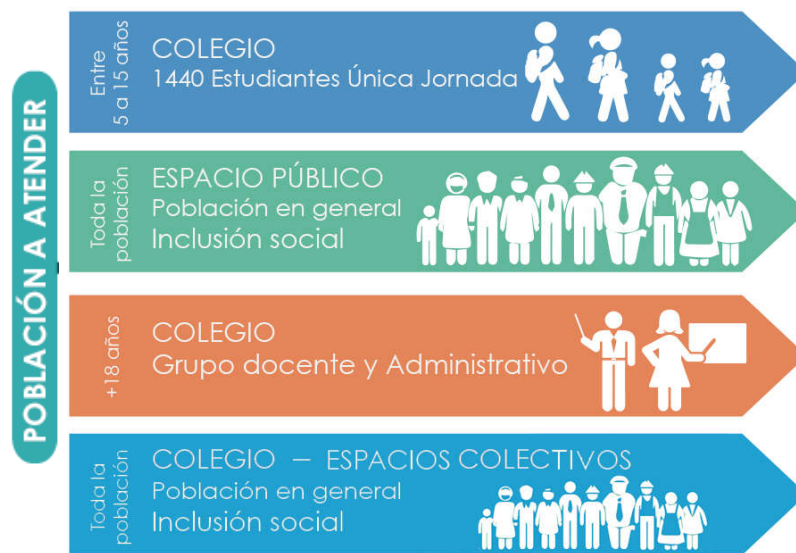 POBLACIÓN A ATENDER
Entre
5 a 15 años
COLEGIO
1440 Estudiantes Única Jornada
Toda la
población
ESPACIO PÚBLICO
Población en general
Inclusión social
+18 años
COLEGIO
Grupo docente y Administrativo
Toda la
población
COLEGIO – ESPACIOS COLECTIVOS
Población en general
Inclusión social